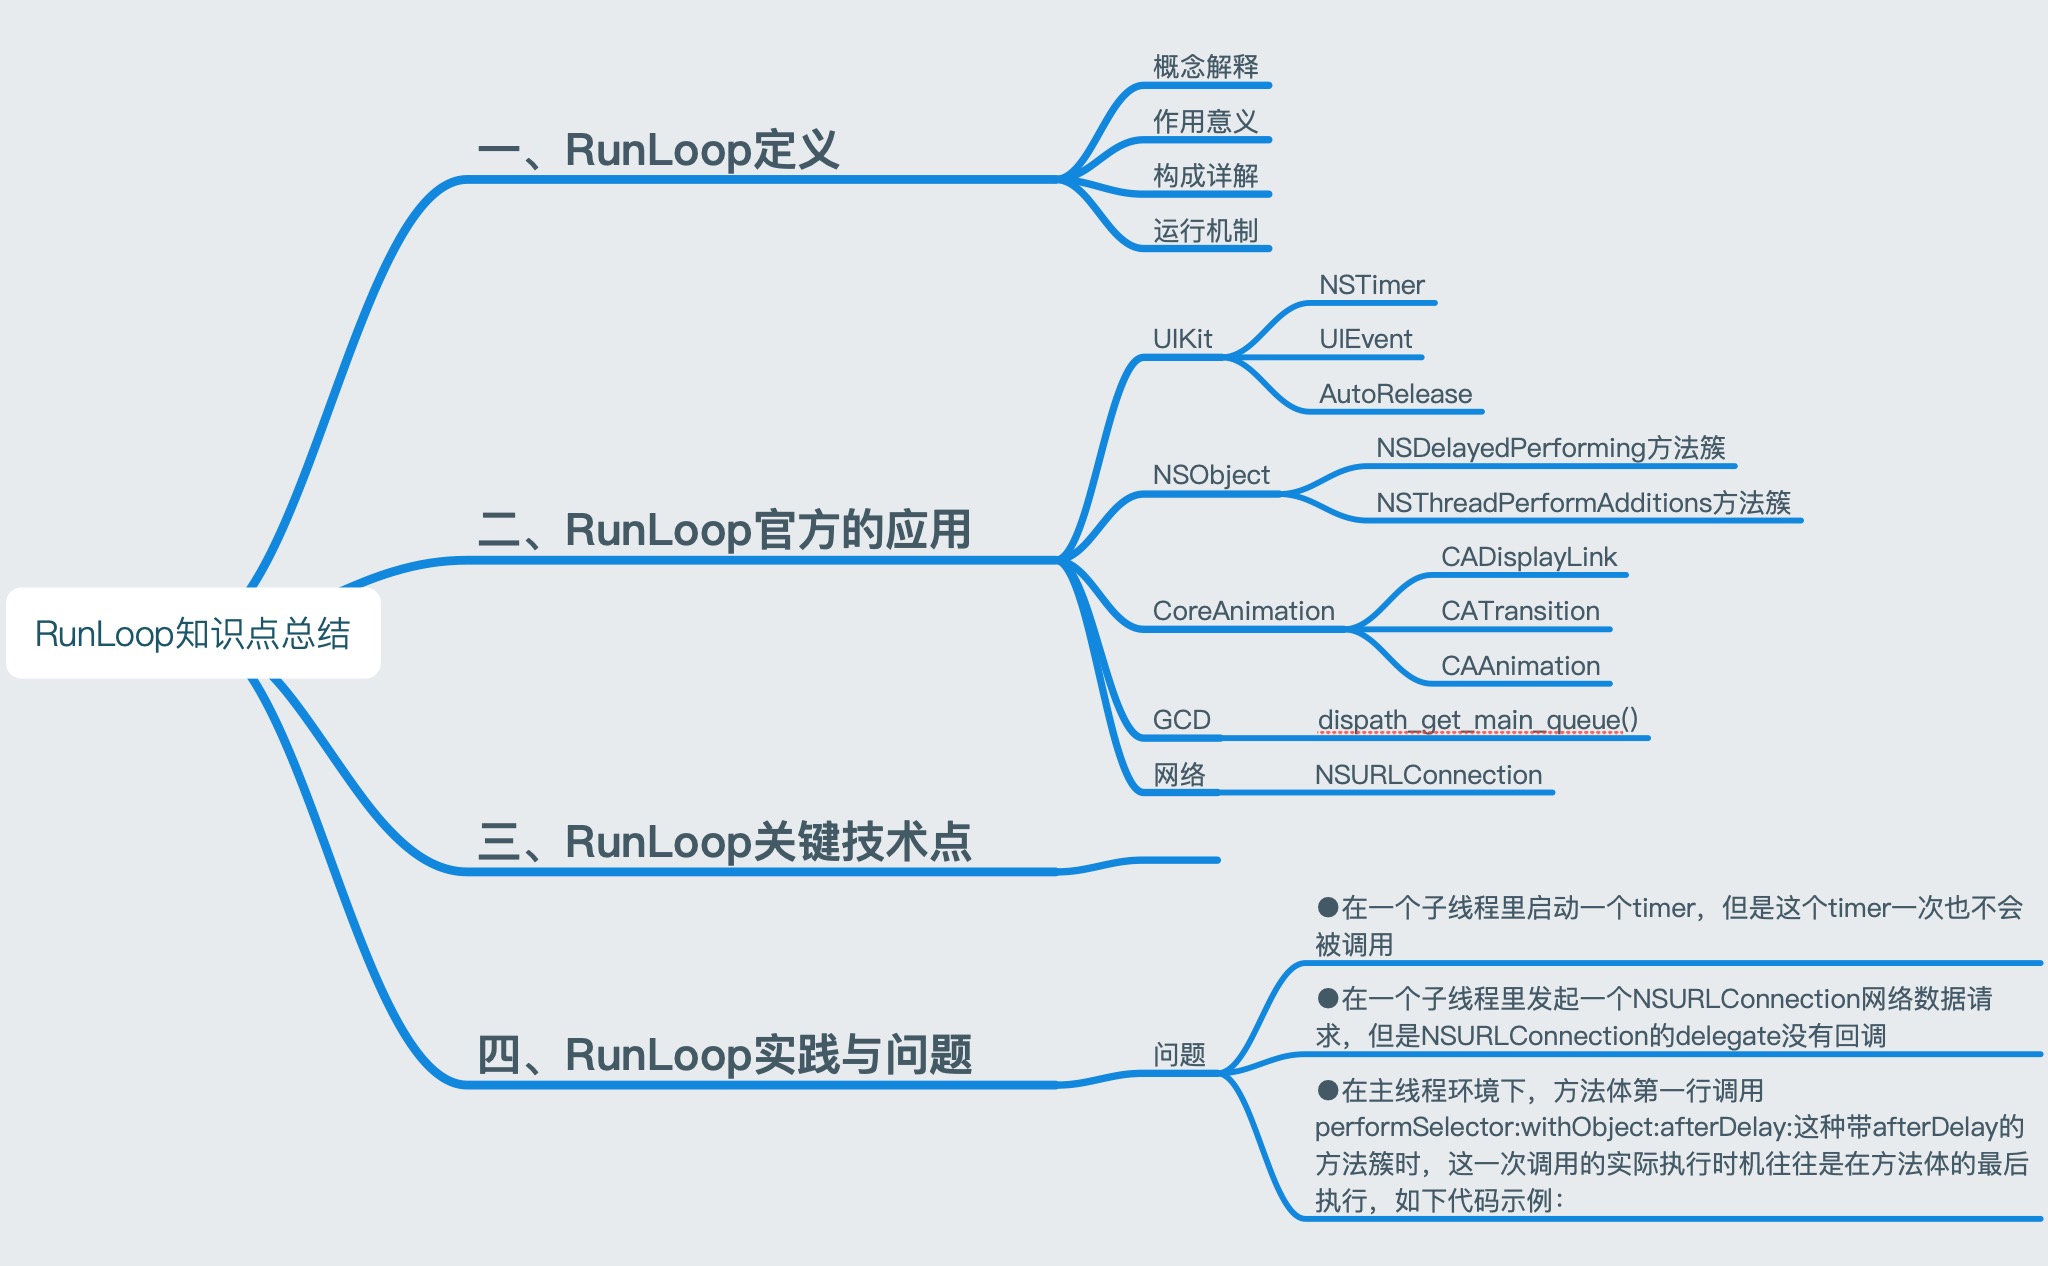 RunLoop知识点总结
一、RunLoop定义
概念解释
作用意义
构成详解
运行机制
二、RunLoop官方的应用
UIKit
NSTimer
UIEvent
AutoRelease
NSObject
NSDelayedPerforming方法簇
NSThreadPerformAdditions方法簇
CoreAnimation
CADisplayLink
CATransition
CAAnimation
GCD
dispath_get_main_queue()
网络
NSURLConnection
三、RunLoop关键技术点
四、RunLoop实践与问题
问题
●在一个子线程里启动一个timer，但是这个timer一次也不会
被调用
●在一个子线程里发起一个NSURLConnection网络数据请
求，但是NSURLConnection的delegate没有回调
●在主线程环境下，方法体第一行调用
performSelector:withObject:afterDelay:这种带afterDelay的
方法簇时，这一次调用的实际执行时机往往是在方法体的最后
执行，如下代码示例：